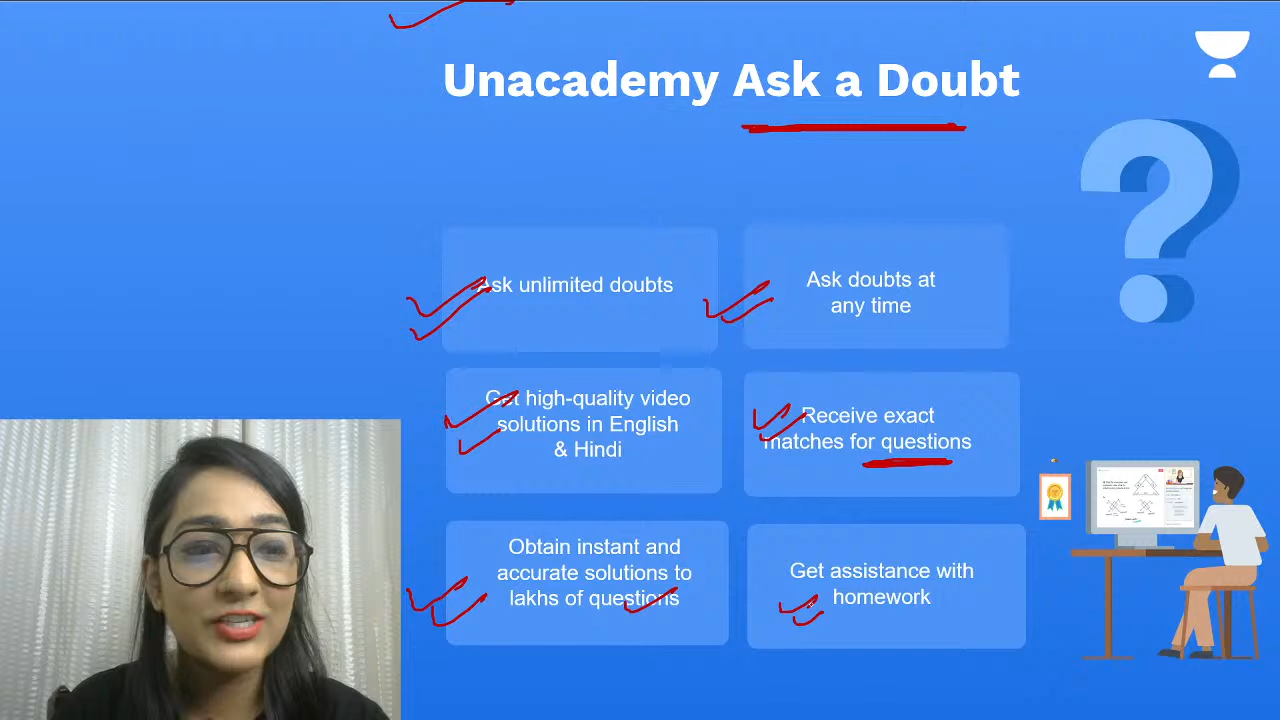 Unacademy Ask a Doubt
Ask unlimited doubts
Ask doubts at
any time
Get high-quality video
solutions in English
& Hindi
Receive exact
matches for questions
Obtain instant and
accurate solutions to
lakhs of questions
Get assistance with
homework